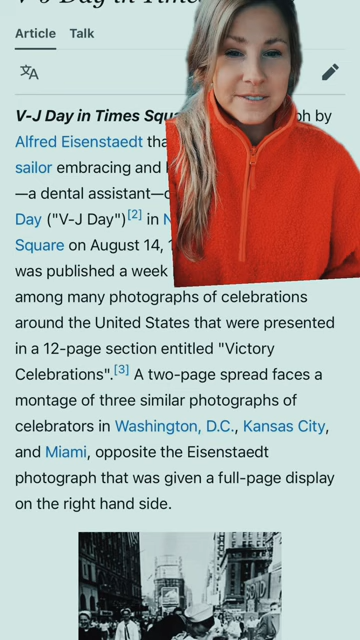 V-J Day in Times
Article Talk
V-J Day in Times Squ ph by
Alfred Eisenstaedt tha
sailor embracing and
—a dental assistant—
Day ("V-J Day")[2] in
Square on August 14,
was published a week
among many photographs of celebrations
around the United States that were presented
in a 12-page section entitled "Victory
Celebrations".[3] A two-page spread faces a
montage of three similar photographs of
celebrators in Washington, D.C., Kansas City,
and Miami, opposite the Eisenstaedt
photograph that was given a full-page display
on the right hand side.
BOND